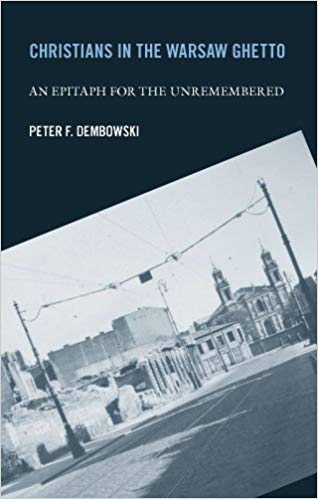 CHRISTIANS IN THE WARSAW GHETTO
AN EPITAPH FOR THE UNREMEMBERED
PETER F. DEMBOWSKI